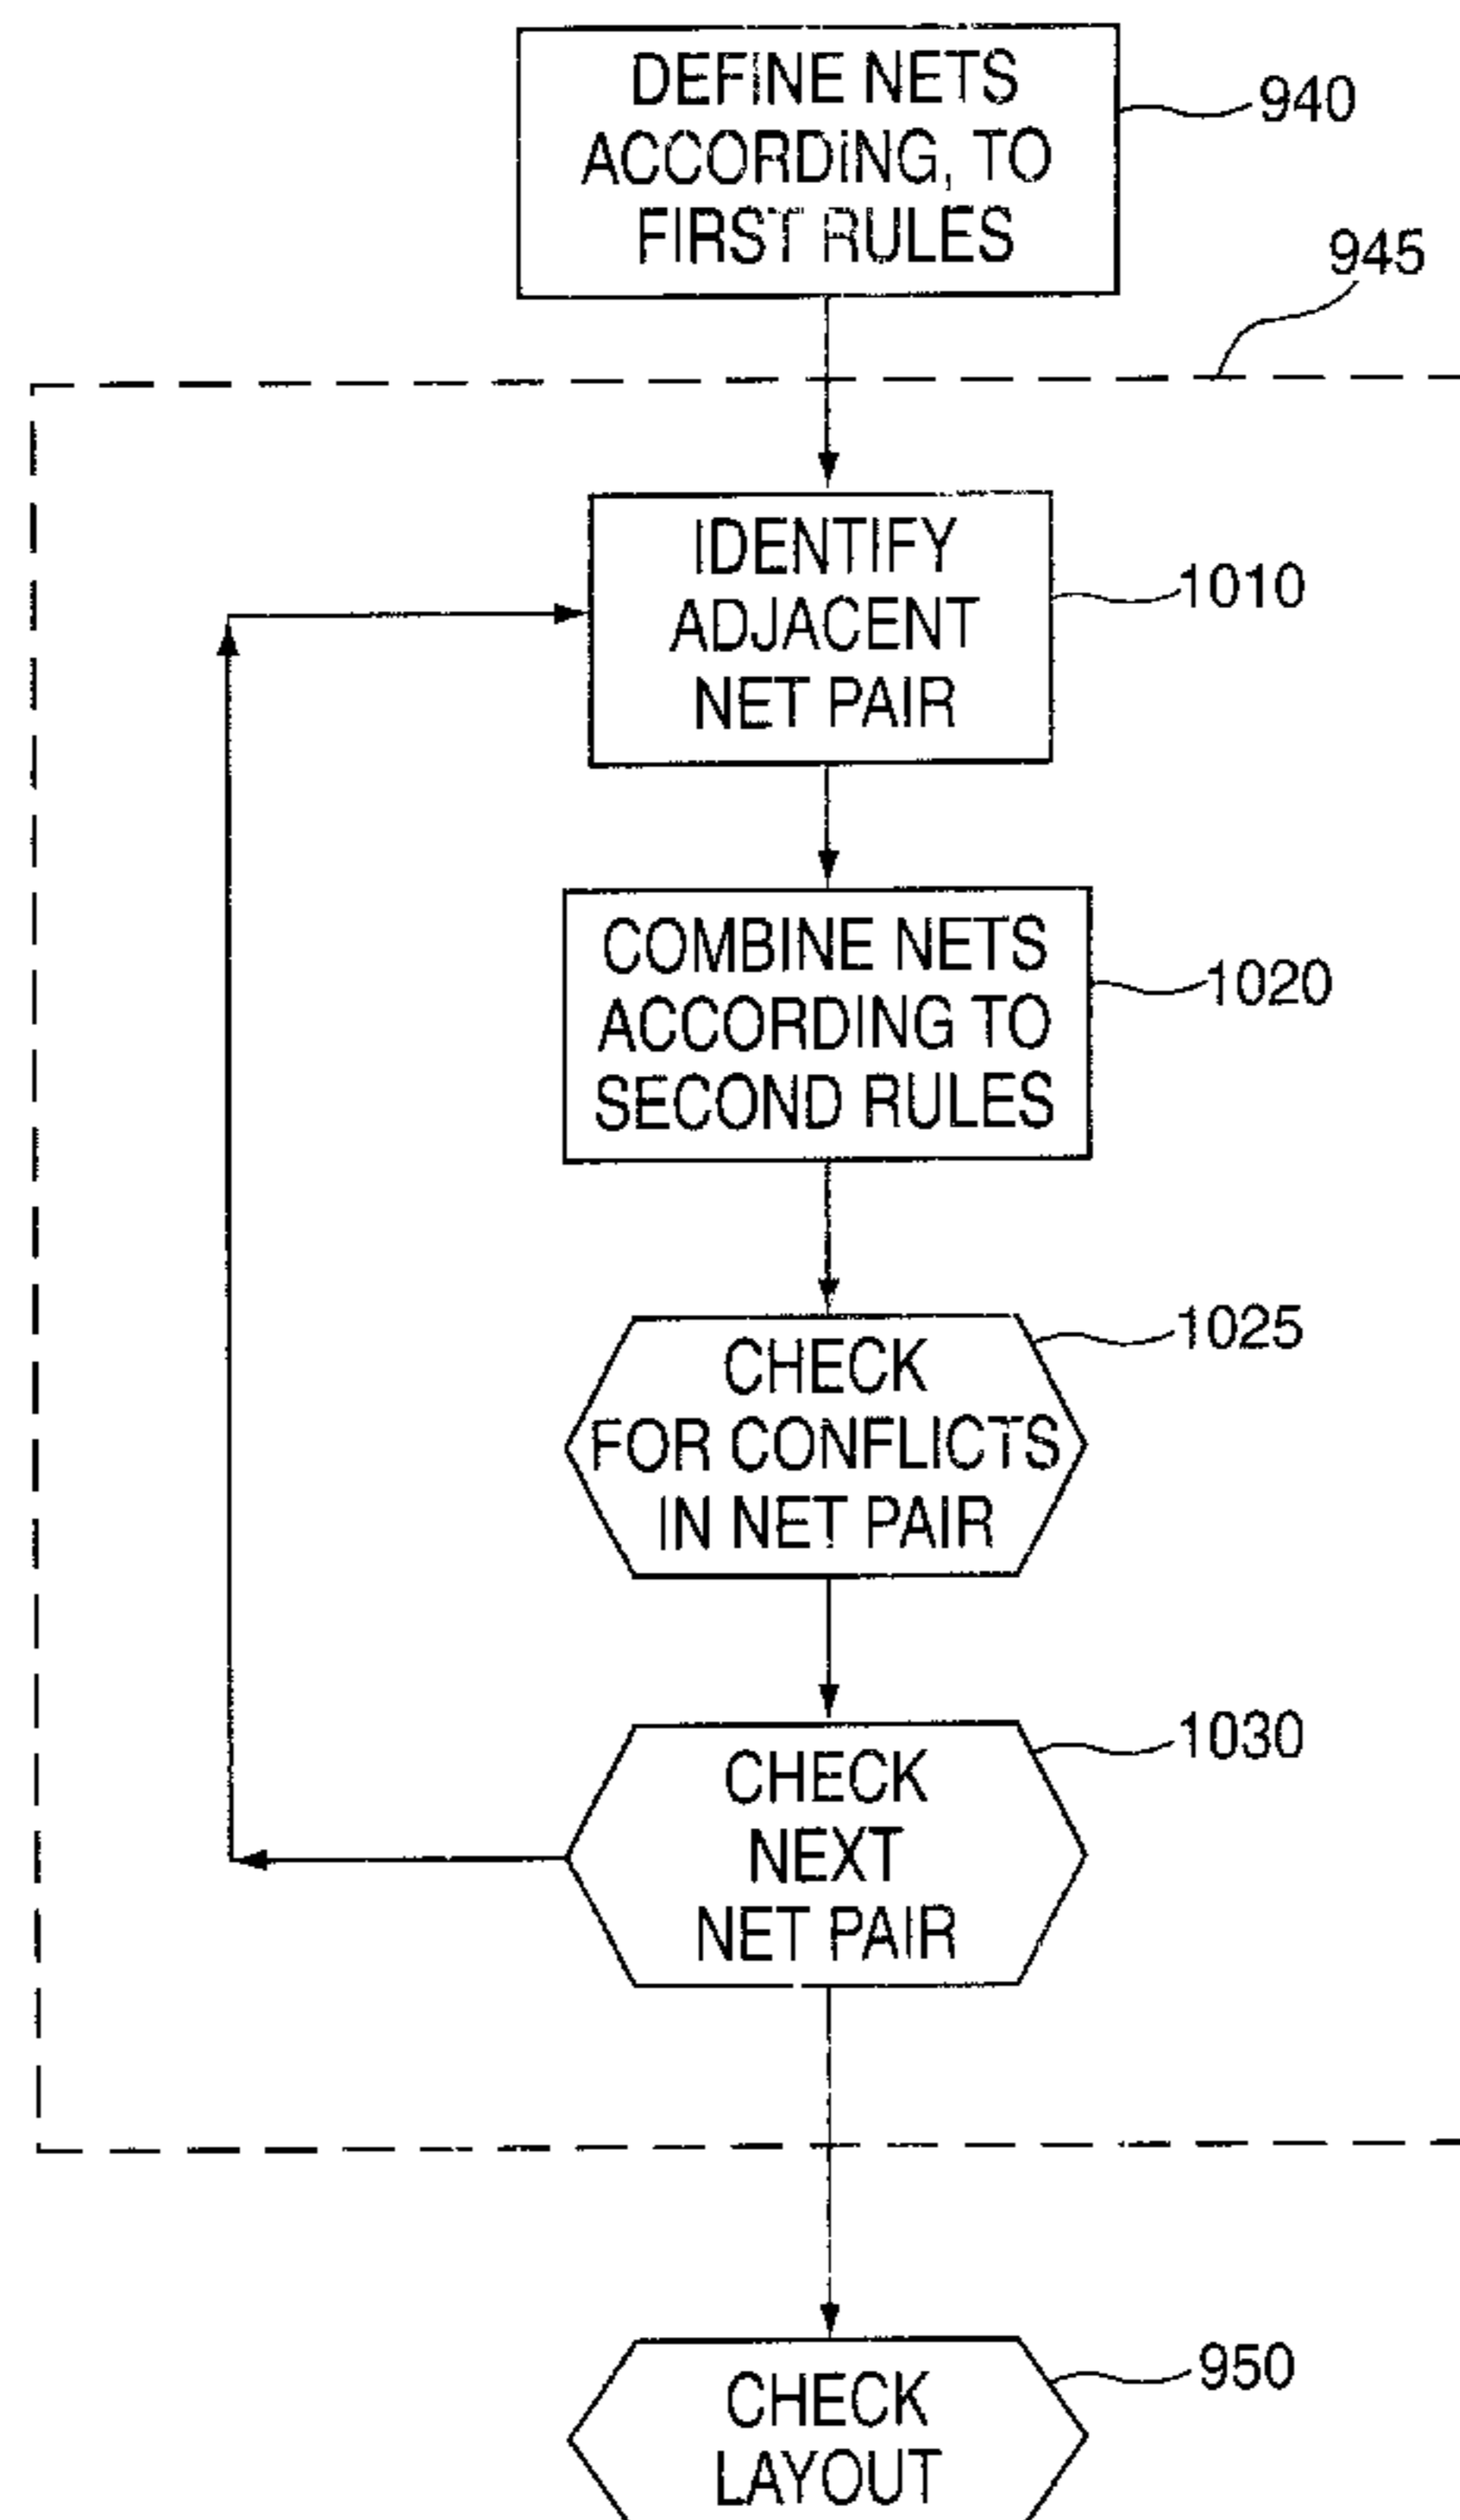 DEFINE NETS
ACCORDING, TO
FIRST RULES
940
945
IDENTIFY
ADJACENT
NET PAIR
1010
COMBINE NETS
ACCORDING TO
SECOND RULES
1020
CHECK
FOR CONFLICTS
IN NET PAIR
1025
CHECK
NEXT
NET PAIR
1030
CHECK
LAYOUT
950